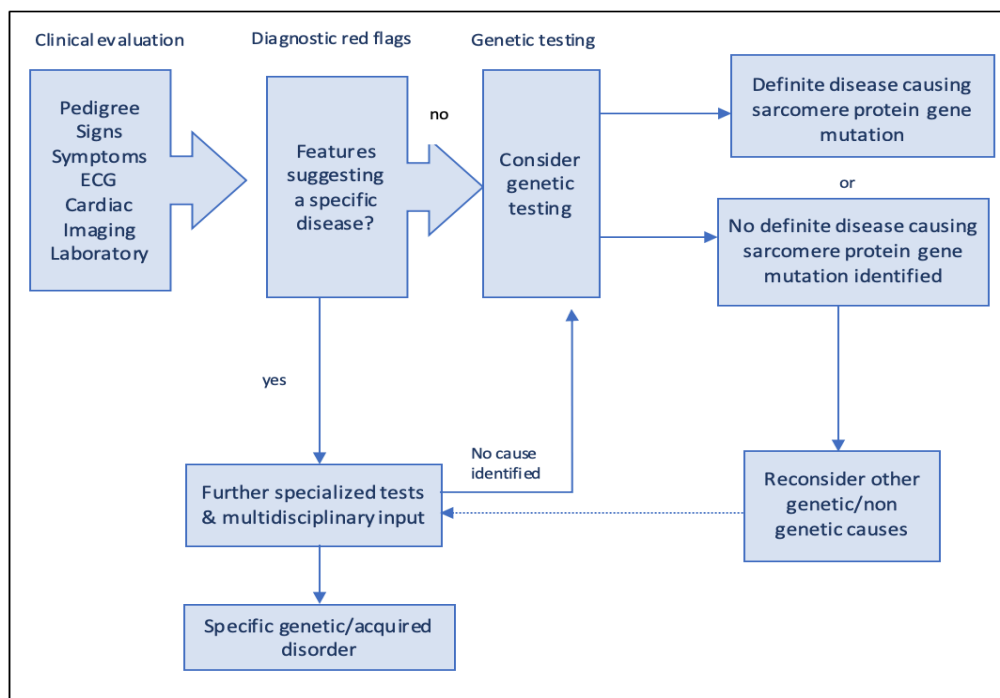 Clinical evaluation
Diagnostic red flags
Genetic testing
Pedigree
Signs
Symptoms
ECG
Cardiac
Imaging
Laboratory
Features
suggesting
a specific
disease?
no
Consider
genetic
testing
Definite disease causing
sarcomere protein gene
mutation
or
No definite disease causing
sarcomere protein gene
mutation identified
yes
No cause
identified
Further specialized tests
& multidisciplinary input
Reconsider other
genetic/non
genetic causes
Specific genetic/acquired
disorder